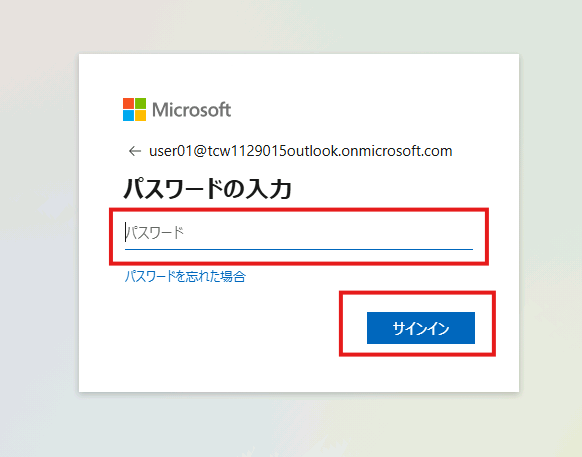 Microsoft
← user01@tcw1129015outlook.onmicrosoft.com
パスワードの入力
パスワード
パスワードを忘れた場合
サインイン